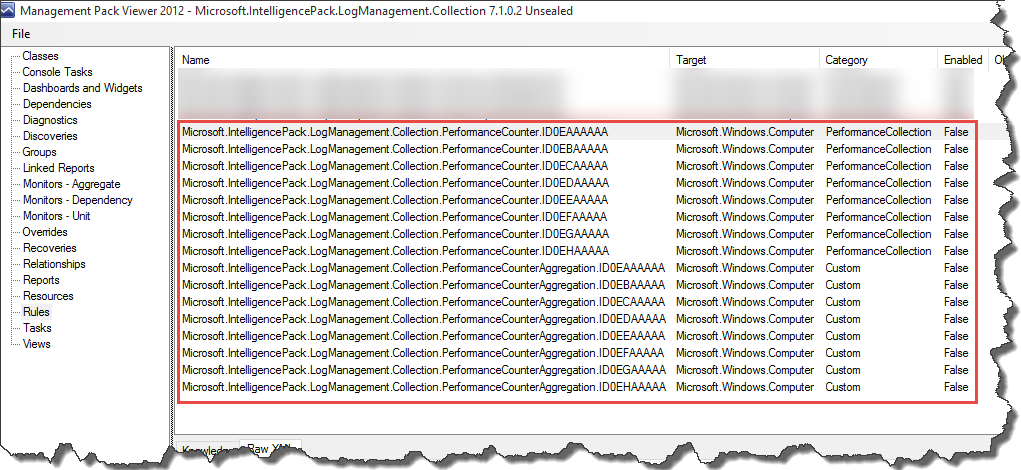 Management Pack Viewer 2012 - Microsoft.IntelligencePack.LogManagement.Collection 7.1.0.2 Unsealed
File
Classes
Console Tasks
Dashboards and Widgets
Dependencies
Diagnostics
Discoveries
Groups
Linked Reports
Monitors - Aggregate
Monitors - Dependency
Monitors - Unit
Overrides
Recoveries
Relationships
Reports
Resources
Rules
Tasks
Views
Name Target Category Enabled
Microsoft.IntelligencePack.LogManagement.Collection.PerformanceCounter.ID0EAAAAAA Microsoft.Windows.Computer PerformanceCollection False
Microsoft.IntelligencePack.LogManagement.Collection.PerformanceCounter.ID0EBAAAAA Microsoft.Windows.Computer PerformanceCollection False
Microsoft.IntelligencePack.LogManagement.Collection.PerformanceCounter.ID0ECAAAAA Microsoft.Windows.Computer PerformanceCollection False
Microsoft.IntelligencePack.LogManagement.Collection.PerformanceCounter.ID0EDAAAAA Microsoft.Windows.Computer PerformanceCollection False
Microsoft.IntelligencePack.LogManagement.Collection.PerformanceCounter.ID0EEAAAAA Microsoft.Windows.Computer PerformanceCollection False
Microsoft.IntelligencePack.LogManagement.Collection.PerformanceCounter.ID0EFAAAAA Microsoft.Windows.Computer PerformanceCollection False
Microsoft.IntelligencePack.LogManagement.Collection.PerformanceCounter.ID0EGAAAAA Microsoft.Windows.Computer PerformanceCollection False
Microsoft.IntelligencePack.LogManagement.Collection.PerformanceCounter.ID0EHAAAAA Microsoft.Windows.Computer PerformanceCollection False
Microsoft.IntelligencePack.LogManagement.Collection.PerformanceCounterAggregation.ID0EAAAAAA Microsoft.Windows.Computer Custom False
Microsoft.IntelligencePack.LogManagement.Collection.PerformanceCounterAggregation.ID0EBAAAAA Microsoft.Windows.Computer Custom False
Microsoft.IntelligencePack.LogManagement.Collection.PerformanceCounterAggregation.ID0ECAAAAA Microsoft.Windows.Computer Custom False
Microsoft.IntelligencePack.LogManagement.Collection.PerformanceCounterAggregation.ID0EDAAAAA Microsoft.Windows.Computer Custom False
Microsoft.IntelligencePack.LogManagement.Collection.PerformanceCounterAggregation.ID0EEAAAAA Microsoft.Windows.Computer Custom False
Microsoft.IntelligencePack.LogManagement.Collection.PerformanceCounterAggregation.ID0EFAAAAA Microsoft.Windows.Computer Custom False
Microsoft.IntelligencePack.LogManagement.Collection.PerformanceCounterAggregation.ID0EGAAAAA Microsoft.Windows.Computer Custom False
Microsoft.IntelligencePack.LogManagement.Collection.PerformanceCounterAggregation.ID0EHAAAAA Microsoft.Windows.Computer Custom False
Raw